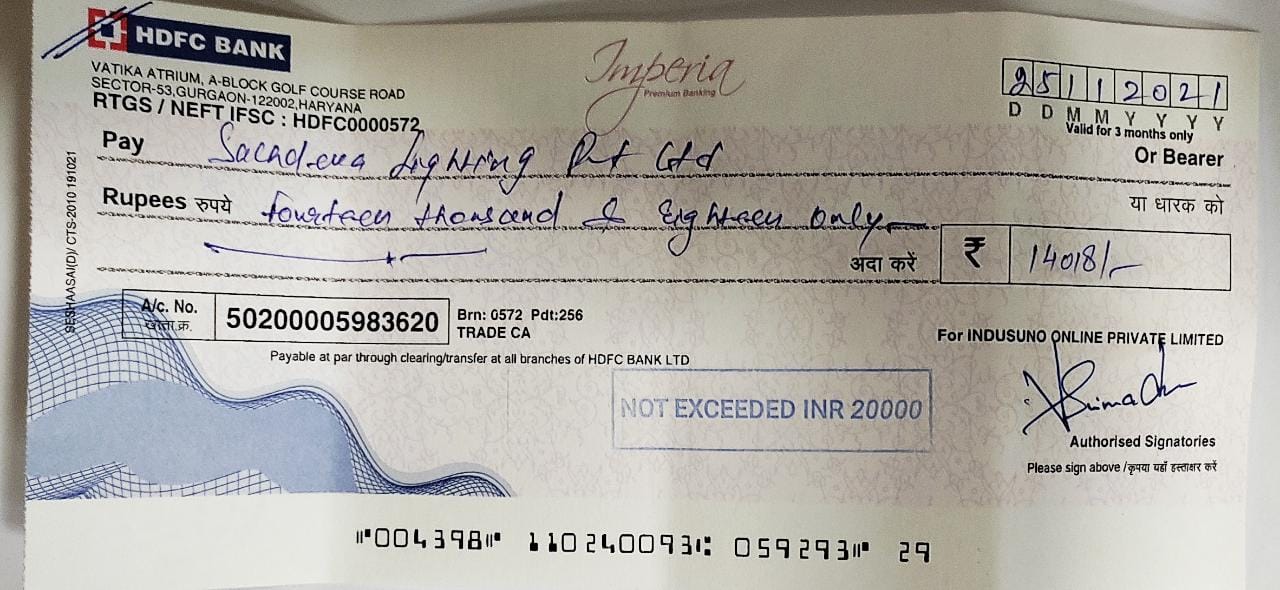 HDFC BANK
Imperia
Premium Banking
VATIKA ATRIUM, A-BLOCK GOLF COURSE ROAD
SECTOR-53,GURGAON-122002,HARYANA
RTGS / NEFT IFSC : HDFC0000572
25112021
D D M M Y Y Y Y
Valid for 3 months only
Pay Sachdeva Lighting Pvt Ltd Or Bearer
Rupees रुपये fourteen thousand & Eighteen only या धारक को
अदा करें ₹ 14018/-
SESHAASAI(D)/ CTS-2010 191021
A/c. No. 50200005983620 Brn: 0572 Pdt:256
खाता क्र. TRADE CA
For INDUSUNO ONLINE PRIVATE LIMITED
Payable at par through clearing/transfer at all branches of HDFC BANK LTD
NOT EXCEEDED INR 20000
Authorised Signatories
Please sign above /कृपया यहाँ हस्ताक्षर करें
⑈004398⑈ 110240093⑆ 059293⑈ 29